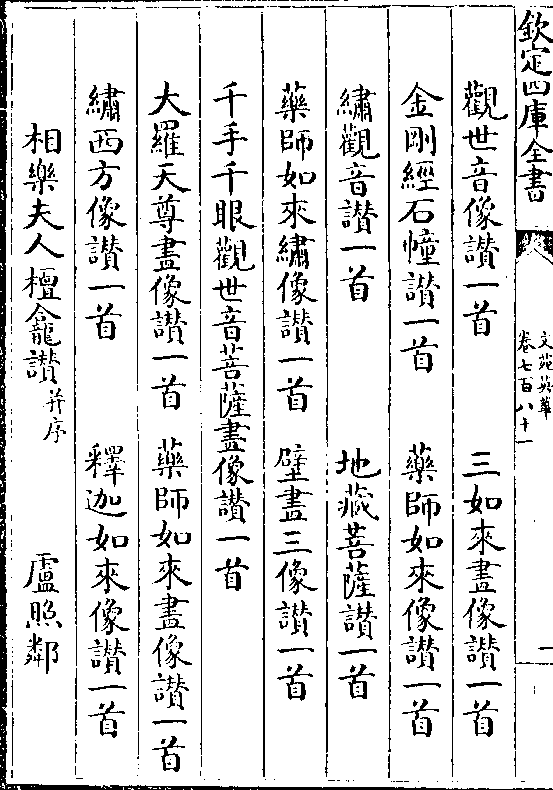 欽定四庫全書
文苑英華
卷七百八十一
一
觀世音像讃一首 三如來畫像讃一首
金剛經石幢讃一首 藥師如來像讃一首
繡觀音讃一首 地藏菩薩讃一首
藥師如來繡像讃一首 壁畫三像讃一首
千手千眼觀世音菩薩畫像讃一首
大羅天尊畫像讃一首 藥師如來畫像讃一首
繡西方像讃一首 釋迦如來像讃一首
相樂夫人檀龕讃并序 盧照鄰